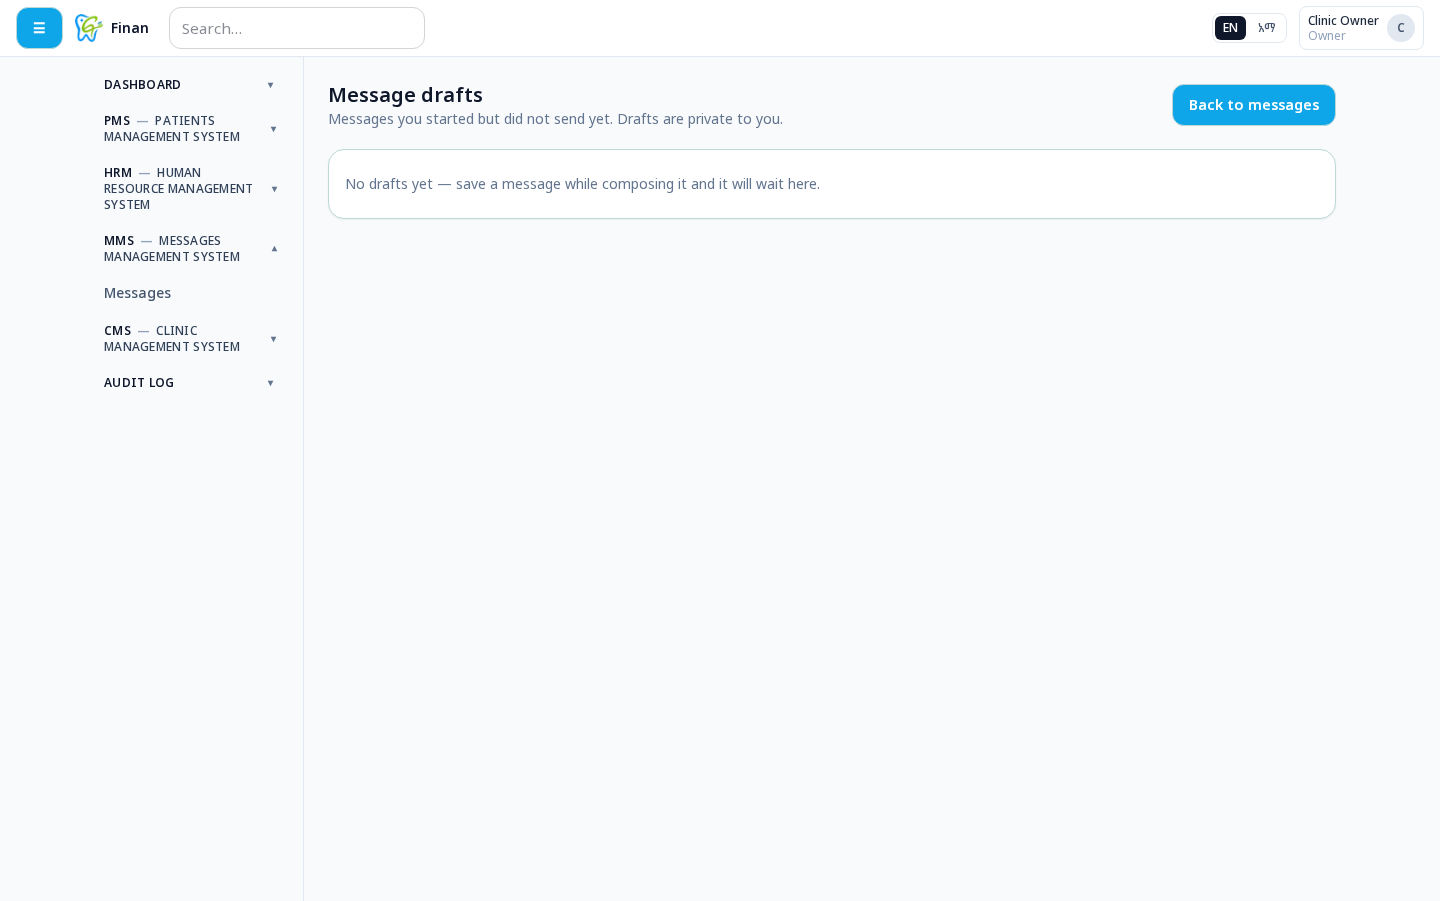 ☰
Finan
Search...
EN
አማ
Clinic Owner
Owner
C
DASHBOARD ▾
PMS — PATIENTS
MANAGEMENT SYSTEM ▾
HRM — HUMAN
RESOURCE MANAGEMENT ▾
SYSTEM
MMS — MESSAGES
MANAGEMENT SYSTEM ▴
Messages
CMS — CLINIC
MANAGEMENT SYSTEM ▾
AUDIT LOG ▾
Message drafts
Messages you started but did not send yet. Drafts are private to you.
Back to messages
No drafts yet — save a message while composing it and it will wait here.